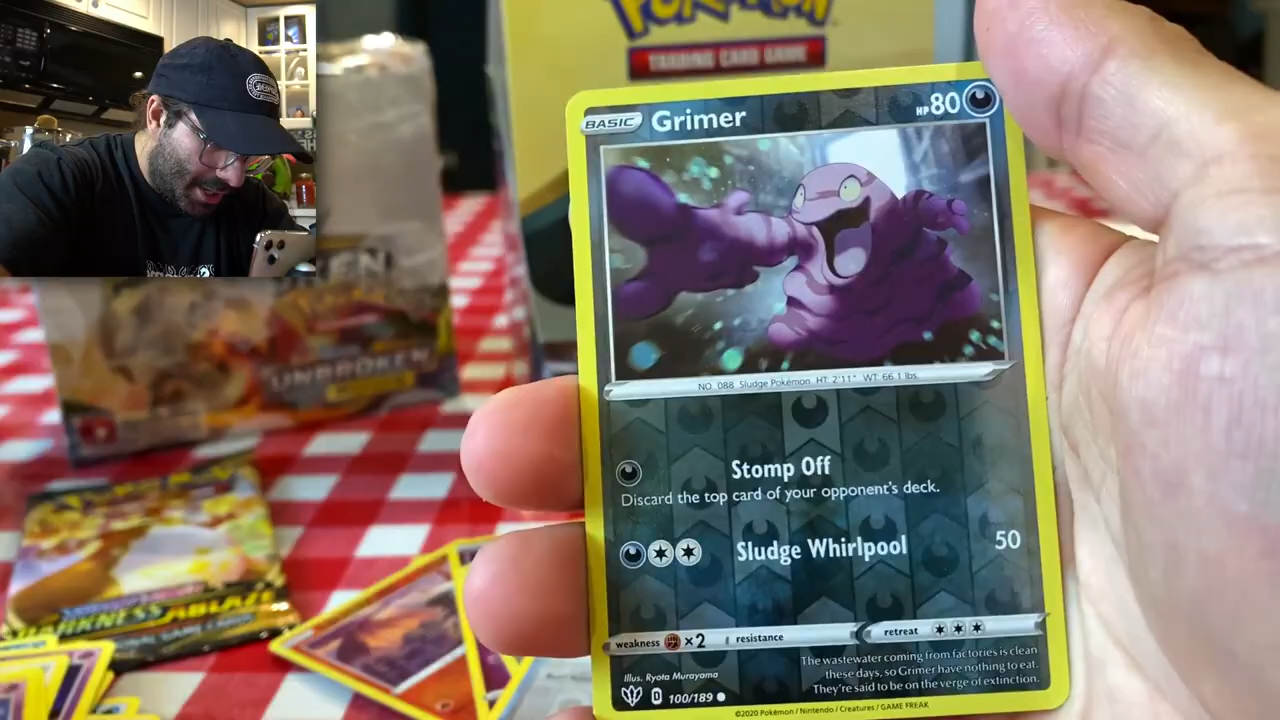 POKÉMON
TRADING CARD GAME
BASIC Grimer HP 80
NO. 088 Sludge Pokémon HT: 2'11" WT: 66.1 lbs.
Stomp Off
Discard the top card of your opponent's deck.
Sludge Whirlpool 50
weakness ×2 resistance retreat
The wastewater coming from factories is clean
these days, so Grimer have nothing to eat.
They're said to be on the verge of extinction.
Illus. Ryota Murayama
D 100/189
©2020 Pokémon / Nintendo / Creatures / GAME FREAK
UNBROKEN
DARKNESS ABLAZE